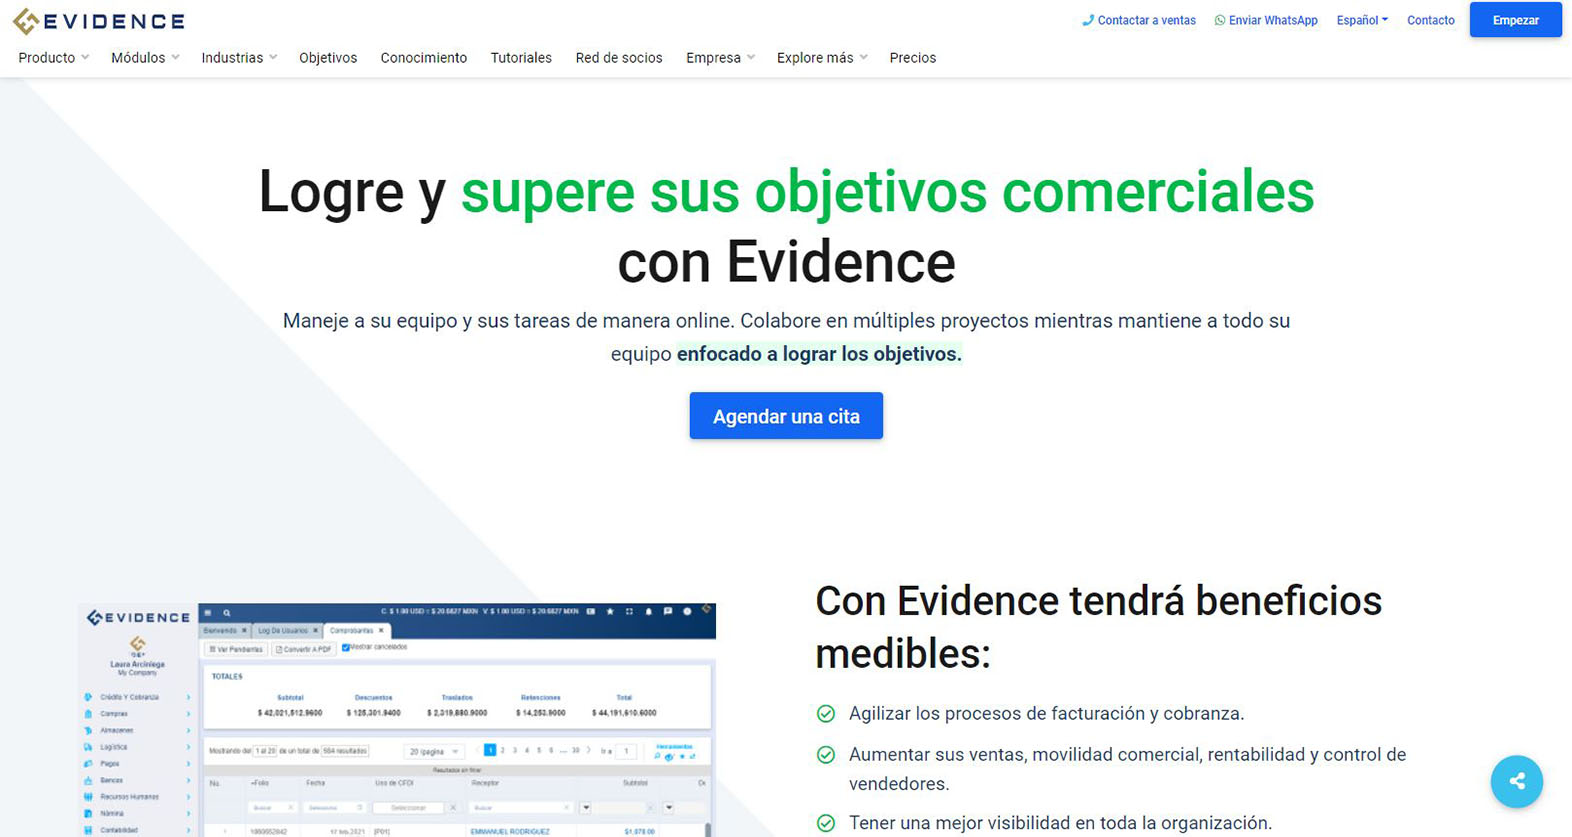 EVIDENCE
Contactar a ventas Enviar WhatsApp Español Contacto Empezar
Producto Módulos Industrias Objetivos Conocimiento Tutoriales Red de socios Empresa Explore más Precios
Logre y supere sus objetivos comerciales
con Evidence
Maneje a su equipo y sus tareas de manera online. Colabore en múltiples proyectos mientras mantiene a todo su
equipo enfocado a lograr los objetivos.
Agendar una cita
Con Evidence tendrá beneficios
medibles:
Agilizar los procesos de facturación y cobranza.
Aumentar sus ventas, movilidad comercial, rentabilidad y control de
vendedores.
Tener una mejor visibilidad en toda la organización.
EVIDENCE
C. $ 1.00 USD = $ 20.6827 MXN V $ 1.00 USD = $ 20.6827 MXN
Bienvenido Log De Usuarios Comprobantes
Ver Pendientes Convertir A PDF Mostrar cancelados
Laura Arciniega
My Company
TOTALES
Subtotal Descuentos Traslados Retenciones Total
$ 42,021,512.9600 $ 125,301.9400 $ 2,319,880.9000 $ 14,253.9000 $ 44,191,610.6000
Crédito Y Cobranza
Compras
Almacenes
Logística
Pagos
Bancos
Recursos Humanos
Nómina
Contabilidad
Mostrando del 1 al 20 de un total de 584 resultados 20 /pagina 1 2 3 4 5 6 ... 30 Ir a 1 Herramientas
Resultados sin filtrar
No. Folio Fecha Uso de CFDI Receptor Subtotal De
Buscar Selecciona Seleccionar Buscar
17 feb.2021 [P01] EMMANUEL RODRIGUEZ $1,078.00